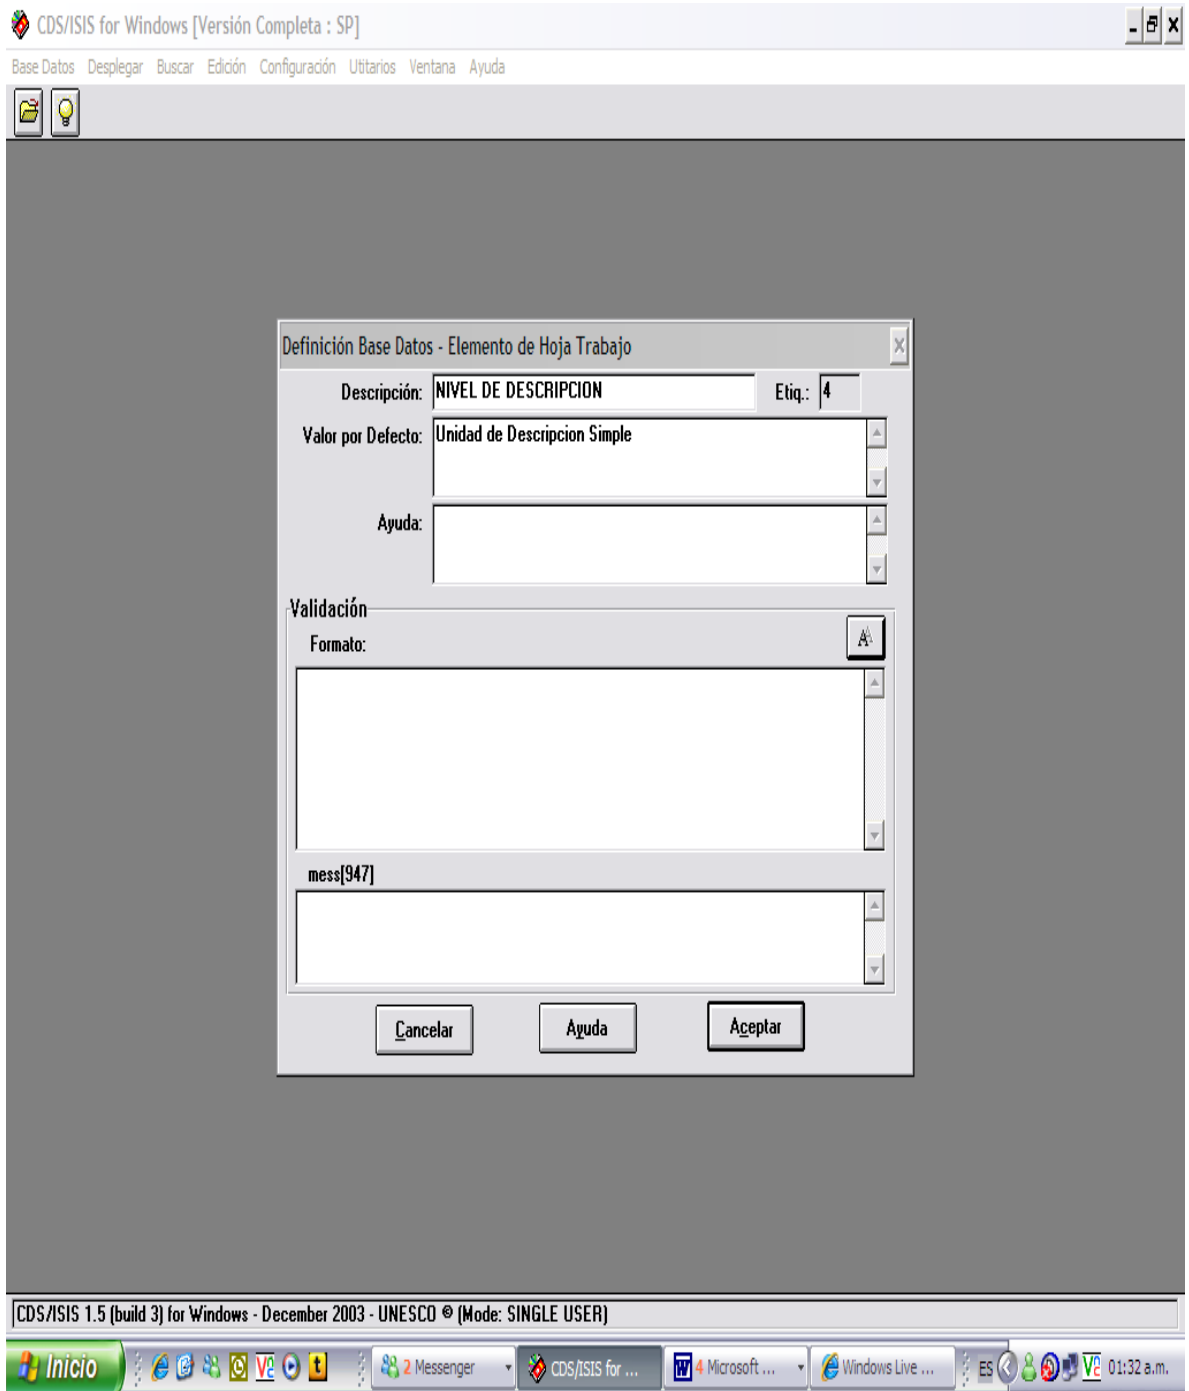 CDS/ISIS for Windows [Versión Completa : SP]
Base Datos Desplegar Buscar Edición Configuración Utitarios Ventana Ayuda
Definición Base Datos - Elemento de Hoja Trabajo
Descripción: NIVEL DE DESCRIPCION Etiq.: 4
Valor por Defecto: Unidad de Descripcion Simple
Ayuda:
Validación
Formato:
mess[947]
Cancelar Ayuda Aceptar
CDS/ISIS 1.5 (build 3) for Windows - December 2003 - UNESCO © (Mode: SINGLE USER)
Inicio 2 Messenger CDS/ISIS for ... 4 Microsoft ... Windows Live ... ES 01:32 a.m.